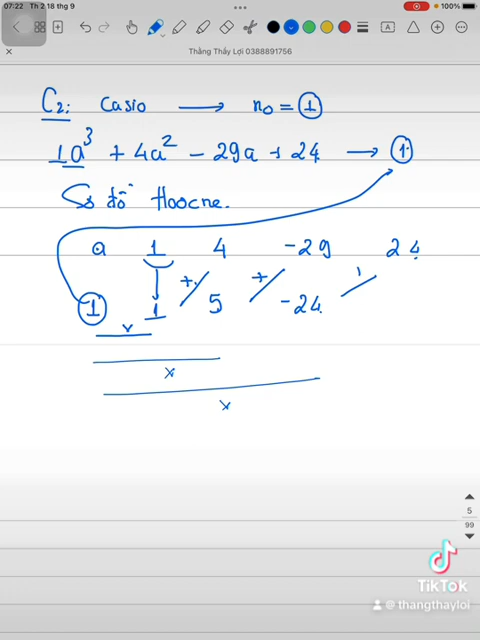 07:22 Th 2 18 thg 9
100%
Thằng Thầy Lợi 0388891756
C2: Casio → n0 = 1
1a³ + 4a² - 29a + 24 → 1
Sơ đồ Hoocne.
a 1 4 -29 24
+ +
1 1 5 -24
x
x
x
5
99
TikTok
@thangthayloi